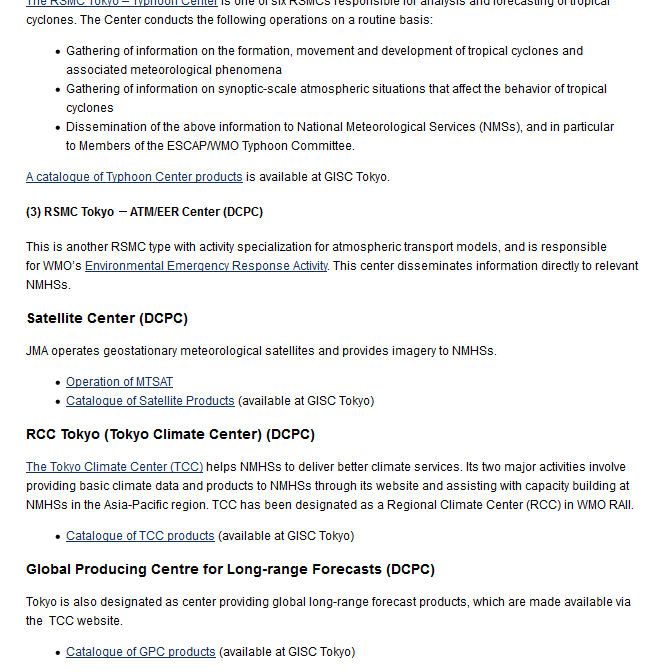 The RSMC Tokyo – Typhoon Center is one of six RSMCs responsible for analysis and forecasting of tropical
cyclones. The Center conducts the following operations on a routine basis:
• Gathering of information on the formation, movement and development of tropical cyclones and
associated meteorological phenomena
• Gathering of information on synoptic-scale atmospheric situations that affect the behavior of tropical
cyclones
• Dissemination of the above information to National Meteorological Services (NMSs), and in particular
to Members of the ESCAP/WMO Typhoon Committee.
A catalogue of Typhoon Center products is available at GISC Tokyo.
(3) RSMC Tokyo – ATM/EER Center (DCPC)
This is another RSMC type with activity specialization for atmospheric transport models, and is responsible
for WMO's Environmental Emergency Response Activity. This center disseminates information directly to relevant
NMHSs.
Satellite Center (DCPC)
JMA operates geostationary meteorological satellites and provides imagery to NMHSs.
• Operation of MTSAT
• Catalogue of Satellite Products (available at GISC Tokyo)
RCC Tokyo (Tokyo Climate Center) (DCPC)
The Tokyo Climate Center (TCC) helps NMHSs to deliver better climate services. Its two major activities involve
providing basic climate data and products to NMHSs through its website and assisting with capacity building at
NMHSs in the Asia-Pacific region. TCC has been designated as a Regional Climate Center (RCC) in WMO RAII.
• Catalogue of TCC products (available at GISC Tokyo)
Global Producing Centre for Long-range Forecasts (DCPC)
Tokyo is also designated as center providing global long-range forecast products, which are made available via
the TCC website.
• Catalogue of GPC products (available at GISC Tokyo)